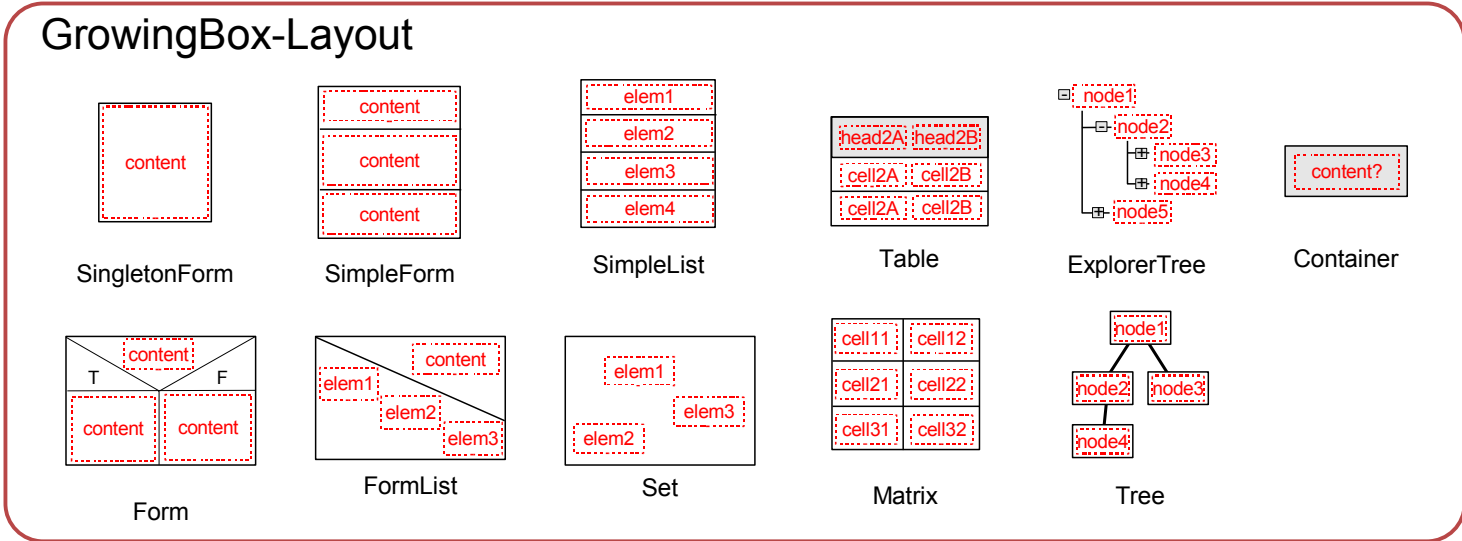 GrowingBox-Layout
content
SingletonForm
content
content
content
SimpleForm
elem1
elem2
elem3
elem4
SimpleList
head2A head2B
cell2A cell2B
cell2A cell2B
Table
node1
node2
node3
node4
node5
ExplorerTree
content?
Container
content
T F
content content
Form
content
elem1
elem2
elem3
FormList
elem1
elem3
elem2
Set
cell11 cell12
cell21 cell22
cell31 cell32
Matrix
node1
node2 node3
node4
Tree